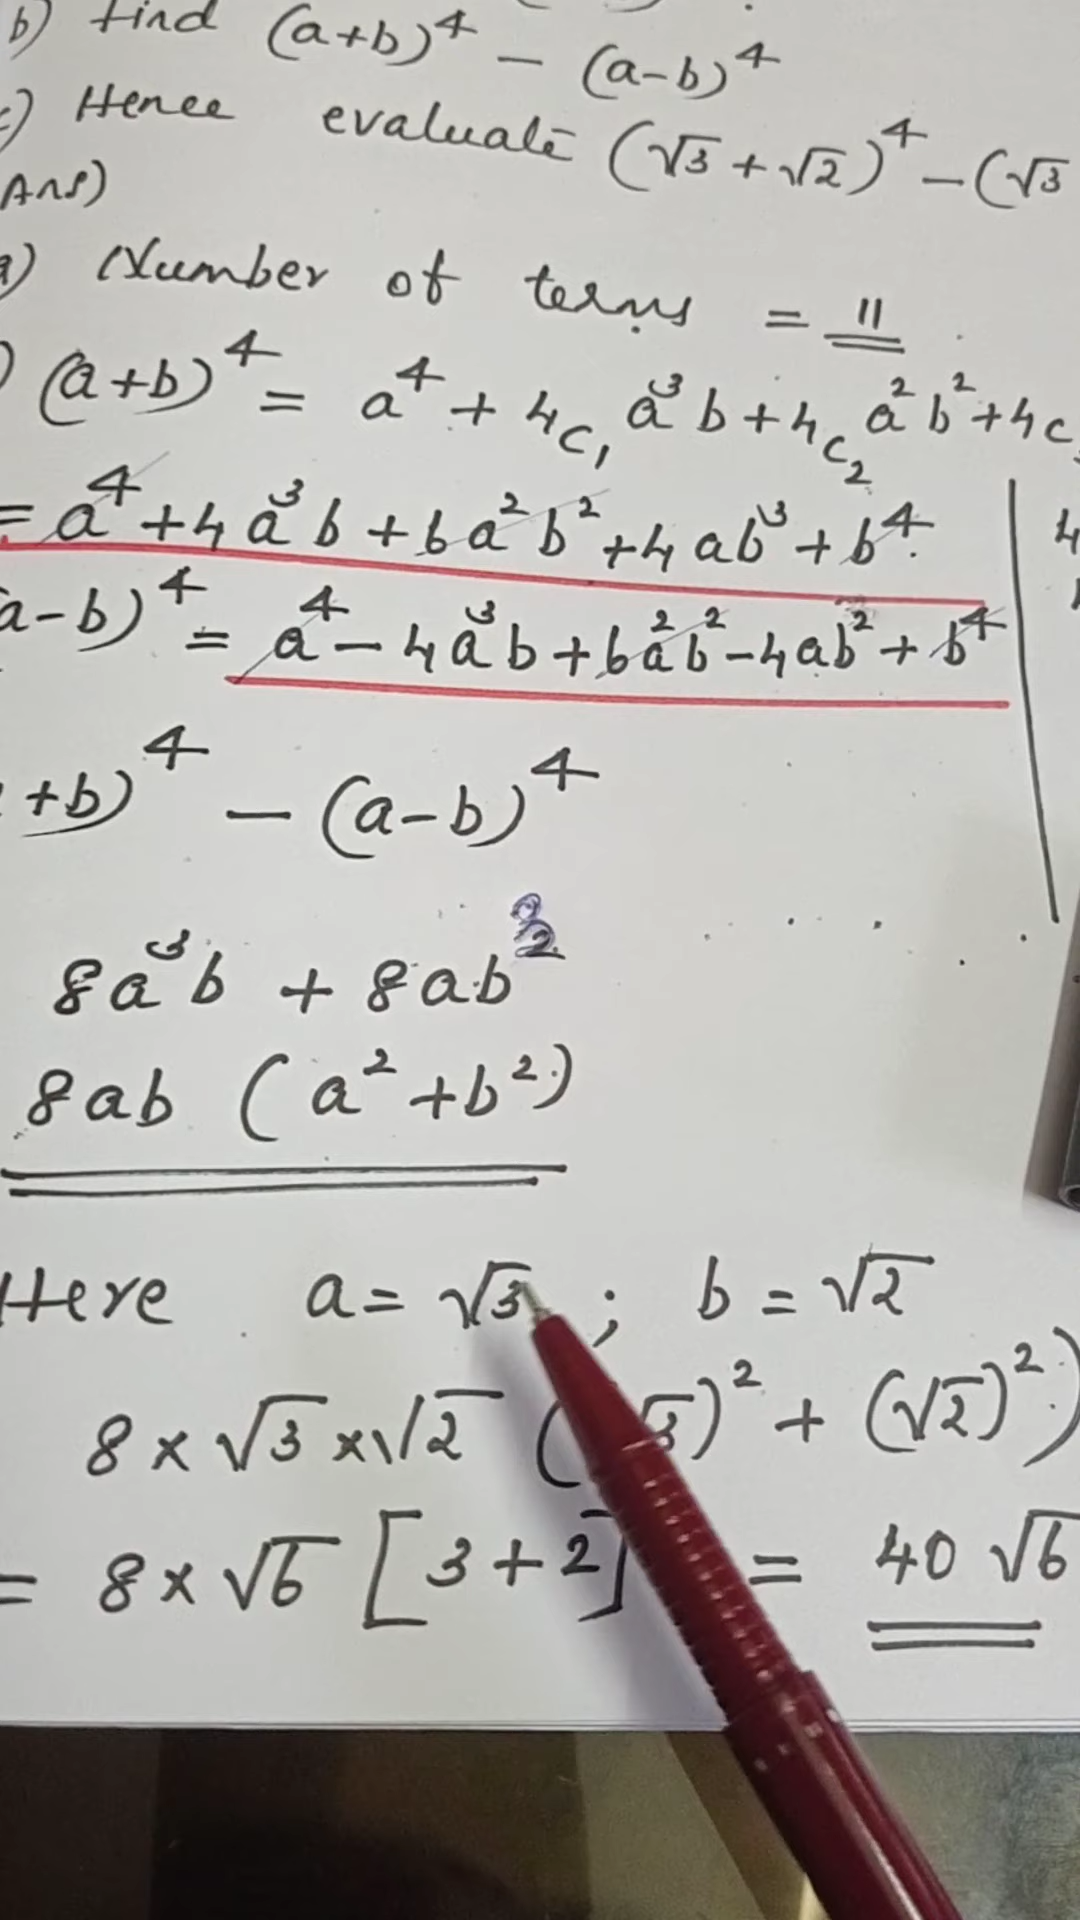 b) find (a+b)⁴ − (a−b)⁴
c) Hence evaluate (√3 + √2)⁴ − (√3
Ans)
a) Number of terms = 11.
(a+b)⁴ = a⁴ + 4C₁ a³b + 4C₂ a²b² + 4C
= a⁴ + 4a³b + 6a²b² + 4ab³ + b⁴.
a−b)⁴ = a⁴ − 4a³b + 6a²b² − 4ab² + b⁴
+b)⁴ − (a−b)⁴
8a³b + 8ab
8ab (a² + b²)
Here a = √3 ; b = √2
8 × √3 × √2 ( 3)² + (√2)²)
= 8 × √6 [3 + 2] = 40 √6